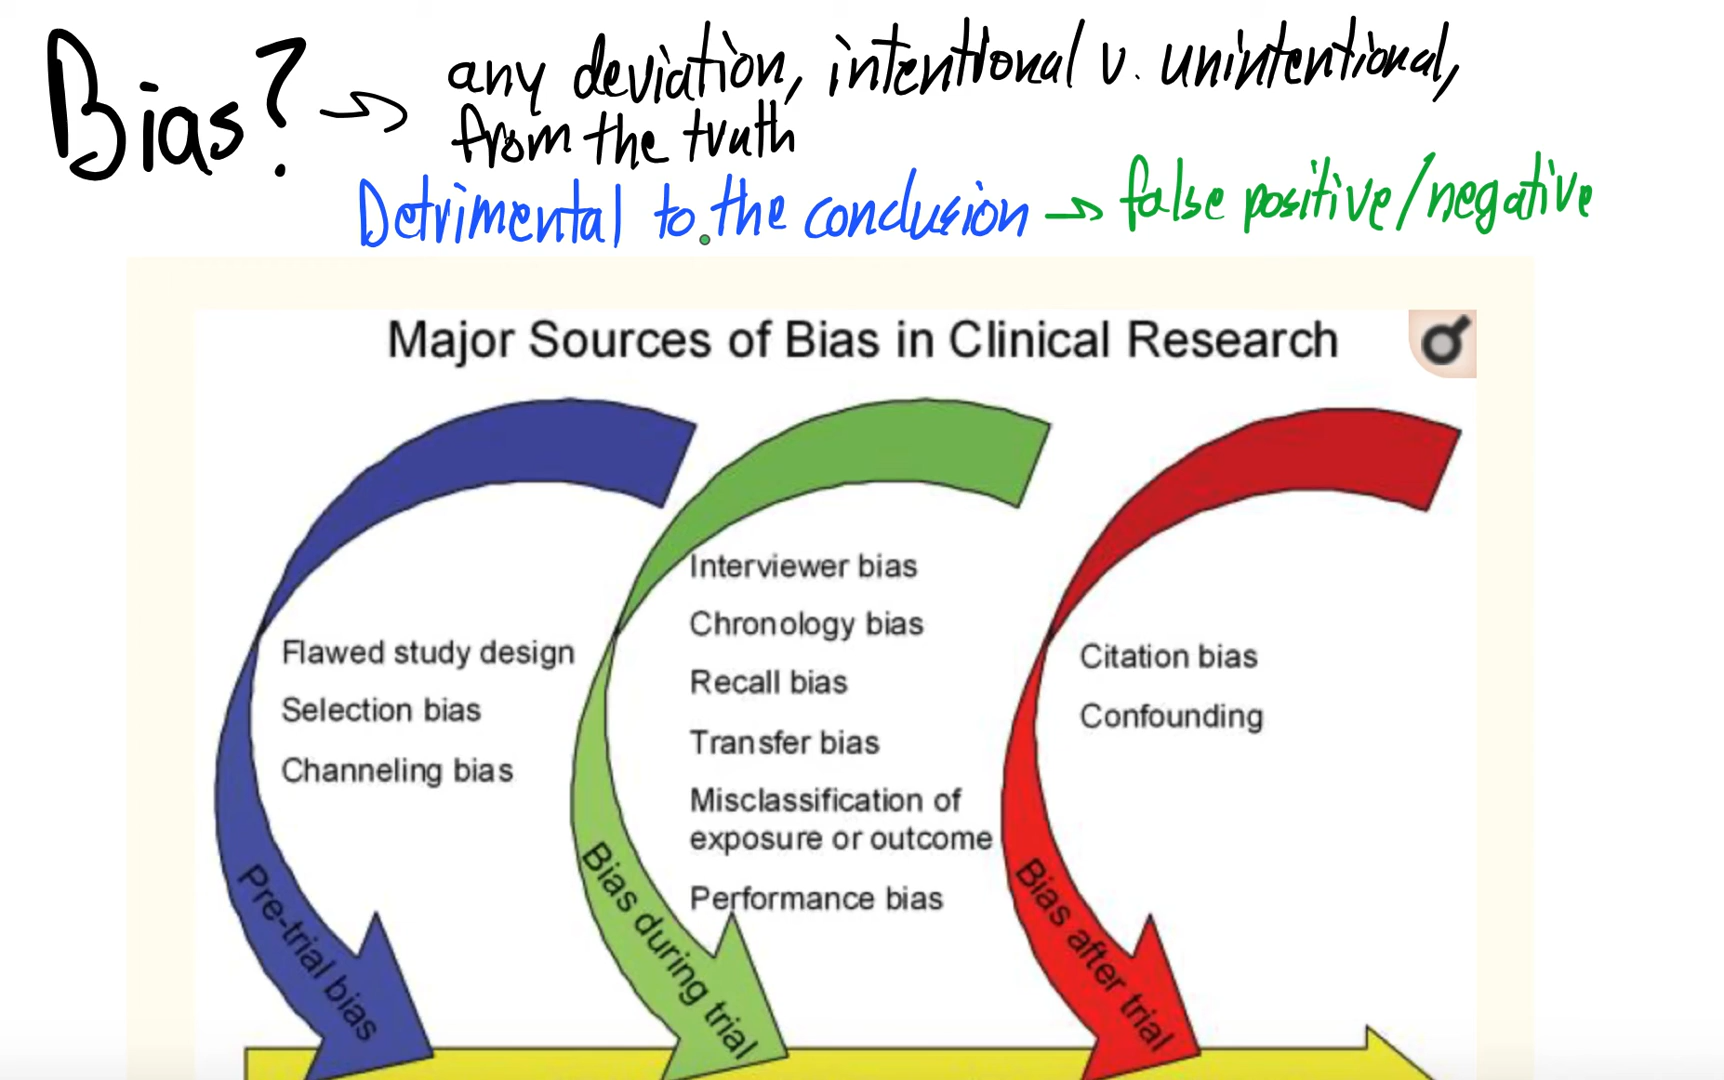 Bias? → any deviation, intentional v. unintentional,
from the truth
Detrimental to the conclusion → false positive/negative
Major Sources of Bias in Clinical Research
Flawed study design
Selection bias
Channeling bias
Pre-trial bias
Interviewer bias
Chronology bias
Recall bias
Transfer bias
Misclassification of
exposure or outcome
Performance bias
Bias during trial
Citation bias
Confounding
Bias after trial